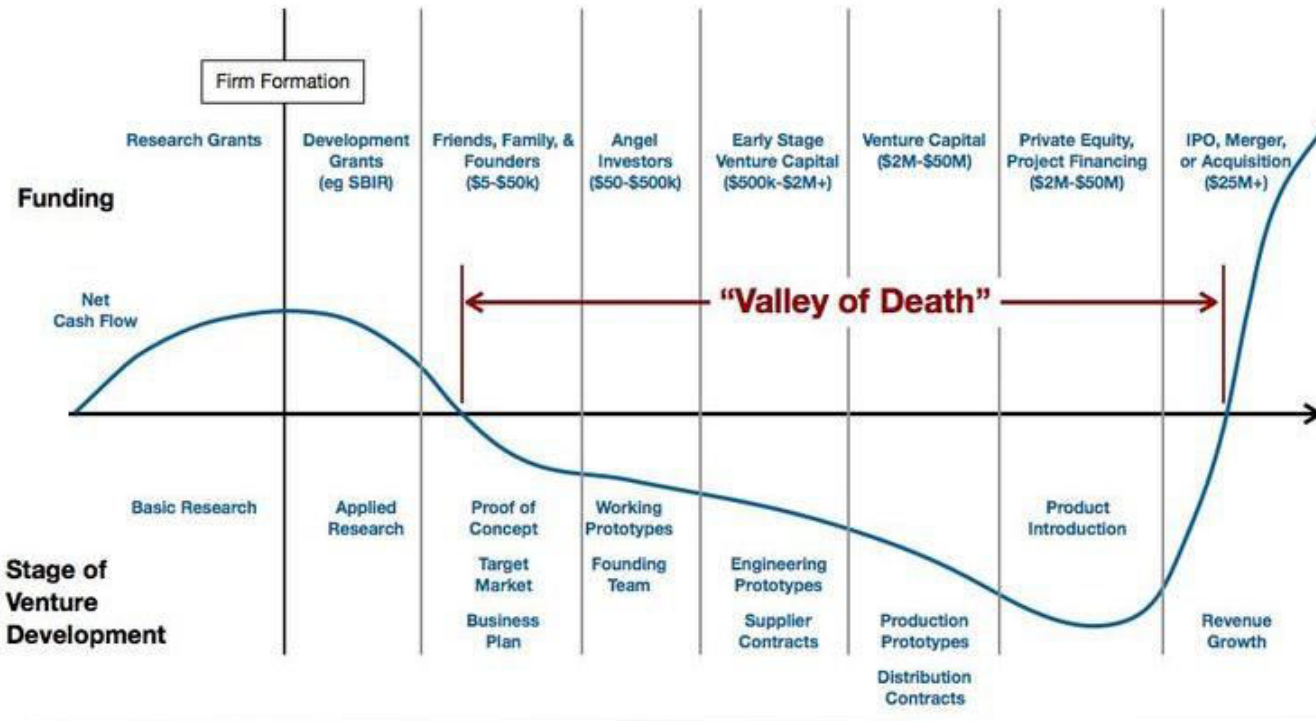 Firm Formation
Research Grants
Development
Grants
(eg SBIR)
Friends, Family, &
Founders
($5-$50k)
Angel
Investors
($50-$500k)
Early Stage
Venture Capital
($500k-$2M+)
Venture Capital
($2M-$50M)
Private Equity,
Project Financing
($2M-$50M)
IPO, Merger,
or Acquisition
($25M+)
Funding
Net
Cash Flow
“Valley of Death”
Basic Research
Applied
Research
Proof of
Concept
Target
Market
Business
Plan
Working
Prototypes
Founding
Team
Engineering
Prototypes
Supplier
Contracts
Production
Prototypes
Distribution
Contracts
Product
Introduction
Revenue
Growth
Stage of
Venture
Development